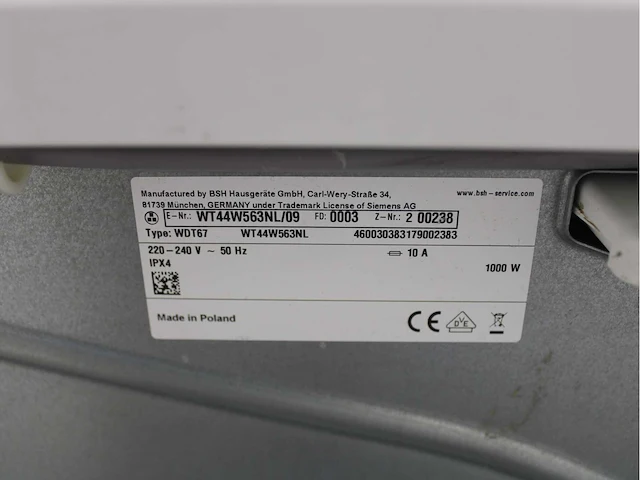 Manufactured by BSH Hausgeräte GmbH, Carl-Wery-Straße 34,
81739 München, GERMANY under Trademark License of Siemens AG
www.bsh-service.com
E-Nr.: WT44W563NL/09 FD: 0003 Z-Nr.: 2 00238
Type: WDT67 WT44W563NL 460030383179002383
220-240 V ~ 50 Hz 10 A
IPX4 1000 W
Made in Poland CE DVE